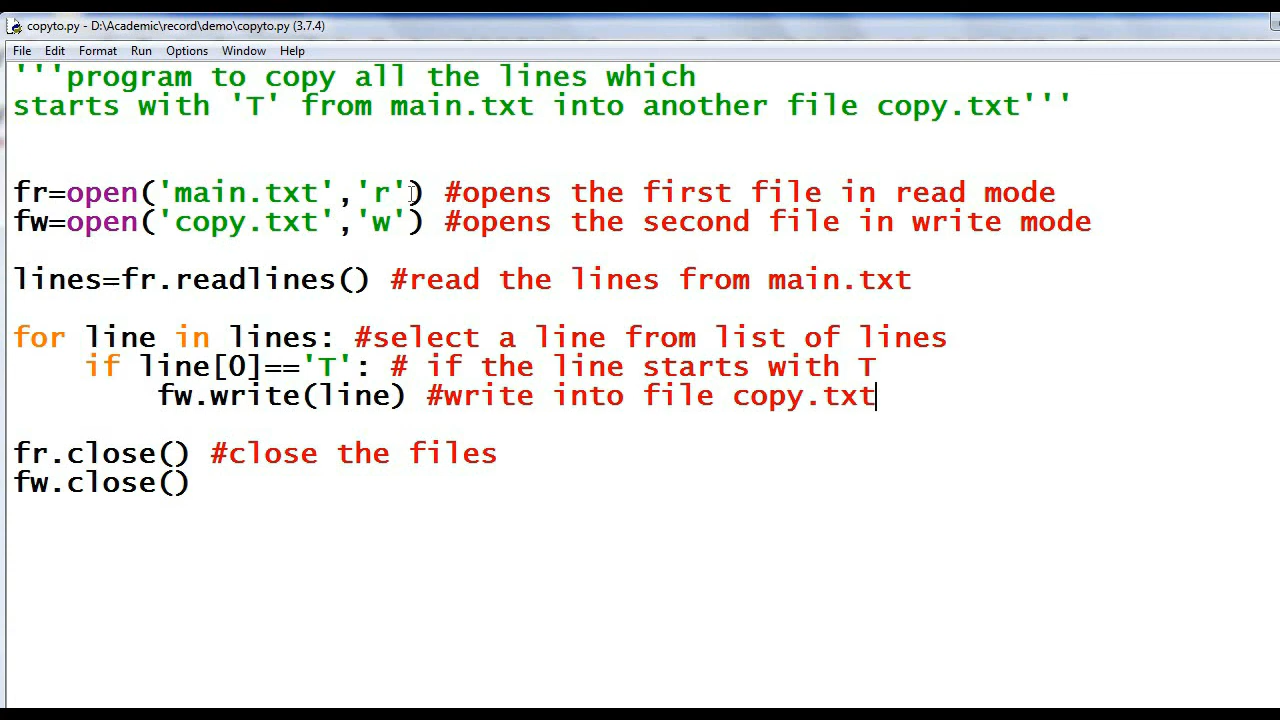 copyto.py - D:\Academic\record\demo\copyto.py (3.7.4)
File Edit Format Run Options Window Help
'''program to copy all the lines which
starts with 'T' from main.txt into another file copy.txt'''
fr=open('main.txt','r') #opens the first file in read mode
fw=open('copy.txt','w') #opens the second file in write mode
lines=fr.readlines() #read the lines from main.txt
for line in lines: #select a line from list of lines
    if line[0]=='T': # if the line starts with T
        fw.write(line) #write into file copy.txt
fr.close() #close the files
fw.close()